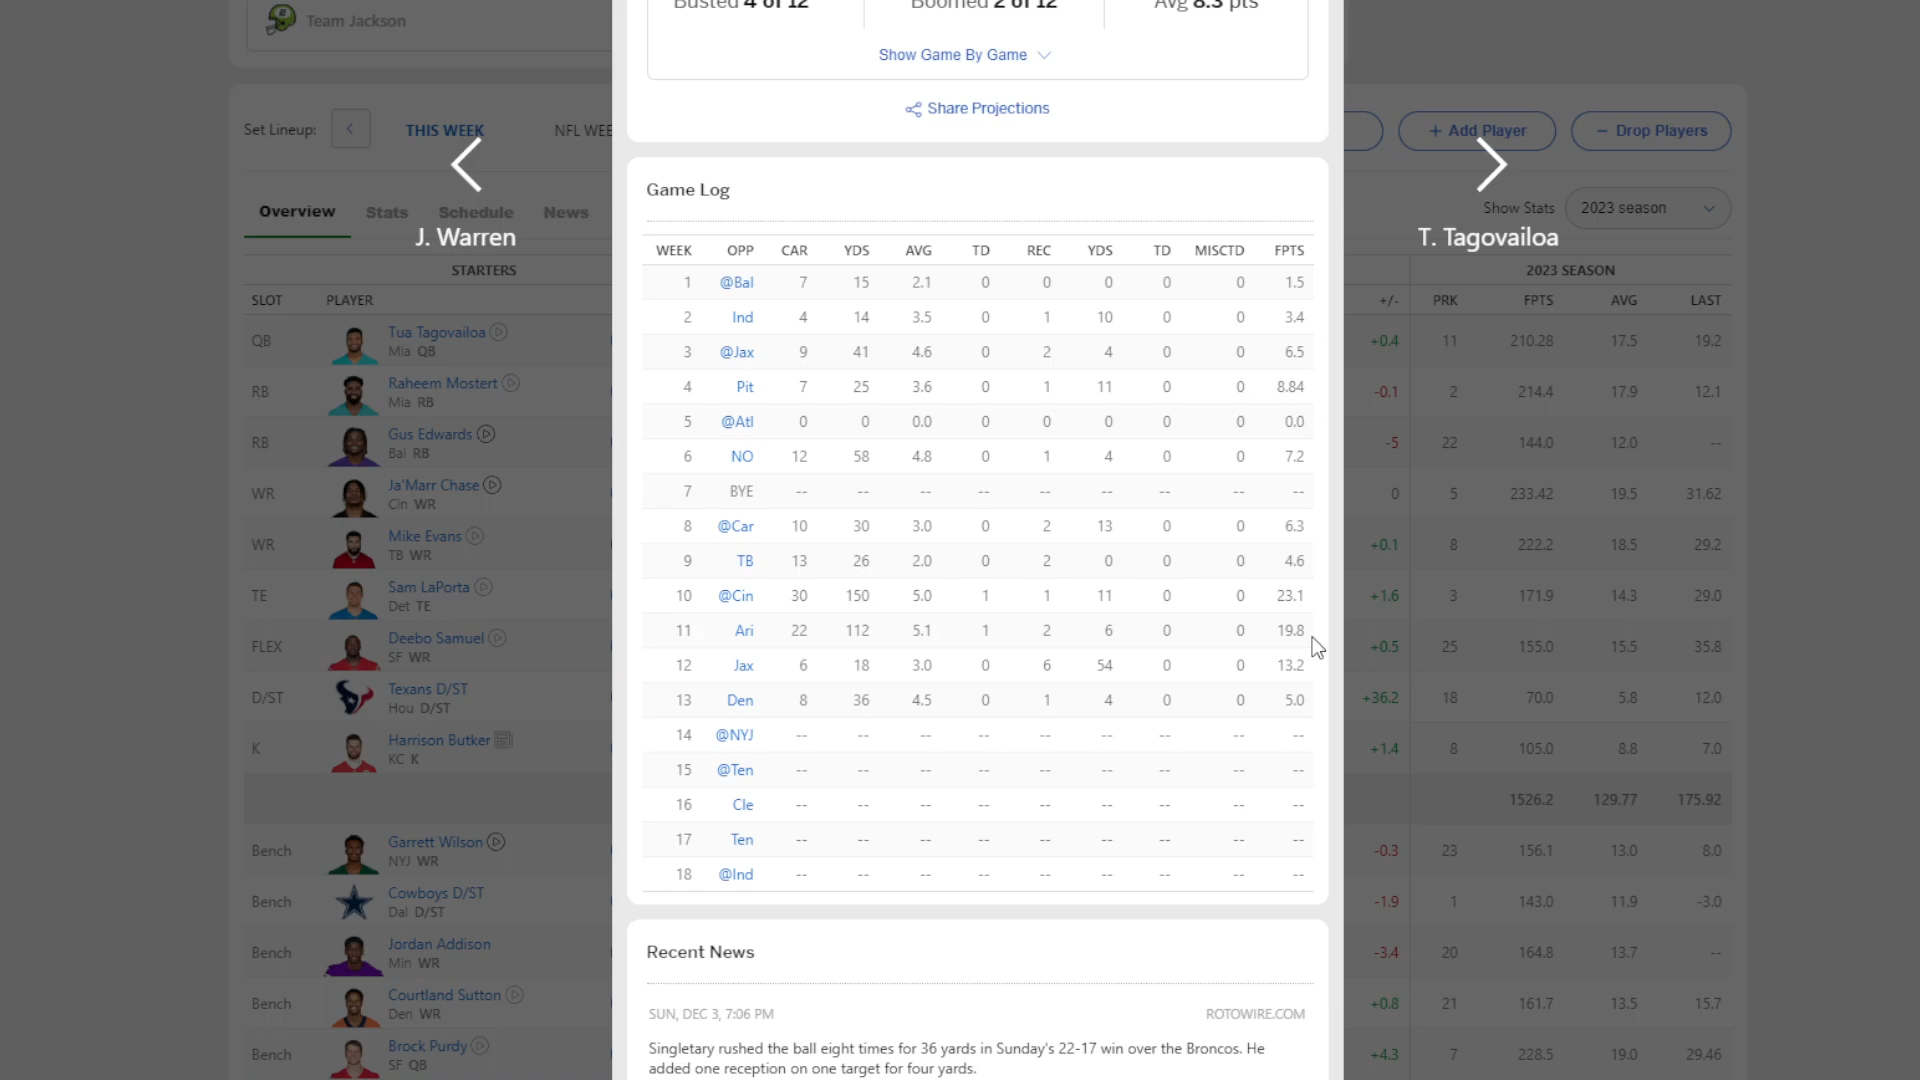 Team Jackson
Busted 4 of 12 Boomed 2 of 12 Avg 8.3 pts
Show Game By Game
Share Projections
Set Lineup: THIS WEEK NFL WEE
+ Add Player − Drop Players
J. Warren
T. Tagovailoa
Overview Stats Schedule News
Show Stats 2023 season
Game Log
WEEK OPP CAR YDS AVG TD REC YDS TD MISCTD FPTS
1 @Bal 7 15 2.1 0 0 0 0 0 1.5
2 Ind 4 14 3.5 0 1 10 0 0 3.4
3 @Jax 9 41 4.6 0 2 4 0 0 6.5
4 Pit 7 25 3.6 0 1 11 0 0 8.84
5 @Atl 0 0 0.0 0 0 0 0 0 0.0
6 NO 12 58 4.8 0 1 4 0 0 7.2
7 BYE -- -- -- -- -- -- -- -- --
8 @Car 10 30 3.0 0 2 13 0 0 6.3
9 TB 13 26 2.0 0 2 0 0 0 4.6
10 @Cin 30 150 5.0 1 1 11 0 0 23.1
11 Ari 22 112 5.1 1 2 6 0 0 19.8
12 Jax 6 18 3.0 0 6 54 0 0 13.2
13 Den 8 36 4.5 0 1 4 0 0 5.0
14 @NYJ -- -- -- -- -- -- -- -- --
15 @Ten -- -- -- -- -- -- -- -- --
16 Cle -- -- -- -- -- -- -- -- --
17 Ten -- -- -- -- -- -- -- -- --
18 @Ind -- -- -- -- -- -- -- -- --
Recent News
SUN, DEC 3, 7:06 PM ROTOWIRE.COM
Singletary rushed the ball eight times for 36 yards in Sunday's 22-17 win over the Broncos. He
added one reception on one target for four yards.
STARTERS
SLOT PLAYER
QB Tua Tagovailoa
Mia QB
RB Raheem Mostert
Mia RB
RB Gus Edwards
Bal RB
WR Ja'Marr Chase
Cin WR
WR Mike Evans
TB WR
TE Sam LaPorta
Det TE
FLEX Deebo Samuel
SF WR
D/ST Texans D/ST
Hou D/ST
K Harrison Butker
KC K
Bench Garrett Wilson
NYJ WR
Bench Cowboys D/ST
Dal D/ST
Bench Jordan Addison
Min WR
Bench Courtland Sutton
Den WR
Bench Brock Purdy
SF QB
2023 SEASON
+/- PRK FPTS AVG LAST
+0.4 11 210.28 17.5 19.2
-0.1 2 214.4 17.9 12.1
-5 22 144.0 12.0 --
0 5 233.42 19.5 31.62
+0.1 8 222.2 18.5 29.2
+1.6 3 171.9 14.3 29.0
+0.5 25 155.0 15.5 35.8
+36.2 18 70.0 5.8 12.0
+1.4 8 105.0 8.8 7.0
1526.2 129.77 175.92
-0.3 23 156.1 13.0 8.0
-1.9 1 143.0 11.9 -3.0
-3.4 20 164.8 13.7 --
+0.8 21 161.7 13.5 15.7
+4.3 7 228.5 19.0 29.46